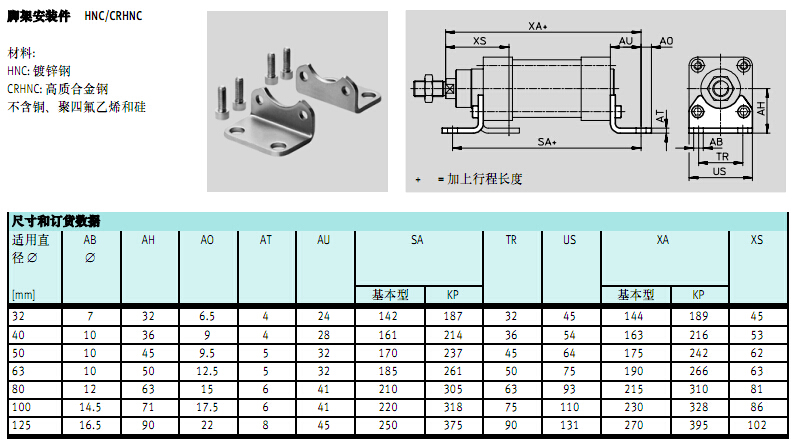 脚架安装件 HNC/CRHNC
材料:
HNC: 镀锌钢
CRHNC: 高质合金钢
不含铜、聚四氟乙烯和硅
XA+
XS
AU
AO
AT
SA+
AH
AB
TR
US
+ = 加上行程长度
尺寸和订货数据
适用直径 ∅ [mm] AB ∅ AH AO AT AU SA TR US XA XS
基本型 KP 基本型 KP
32 7 32 6.5 4 24 142 187 32 45 144 189 45
40 10 36 9 4 28 161 214 36 54 163 216 53
50 10 45 9.5 5 32 170 237 45 64 175 242 62
63 10 50 12.5 5 32 185 261 50 75 190 266 63
80 12 63 15 6 41 210 305 63 93 215 310 81
100 14.5 71 17.5 6 41 220 318 75 110 230 328 86
125 16.5 90 22 8 45 250 375 90 131 270 395 102